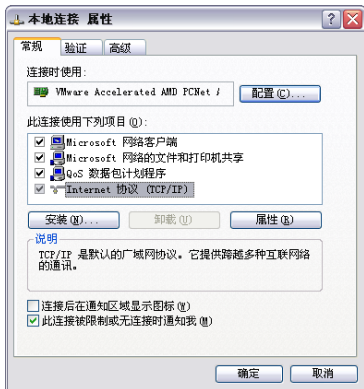 本地连接 属性
常规 验证 高级
连接时使用:
VMware Accelerated AMD PCNet
配置(C)...
此连接使用下列项目(O):
Microsoft 网络客户端
Microsoft 网络的文件和打印机共享
QoS 数据包计划程序
Internet 协议 (TCP/IP)
安装(N)... 卸载(U) 属性(R)
说明
TCP/IP 是默认的广域网协议。它提供跨越多种互联网络
的通讯。
连接后在通知区域显示图标(W)
此连接被限制或无连接时通知我(M)
确定 取消